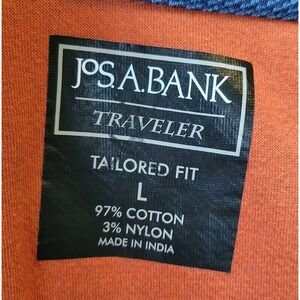 JOS.A.BANK
TRAVELER
TAILORED FIT
L
97% COTTON
3% NYLON
MADE IN INDIA